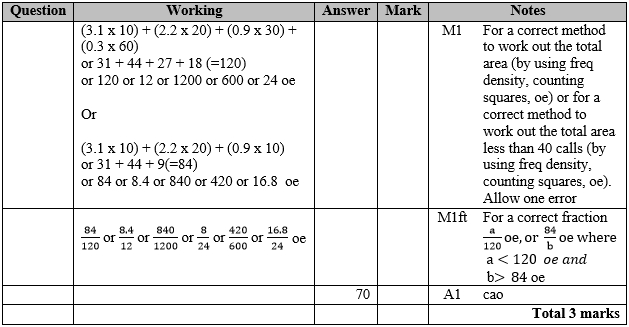 Question Working Answer Mark Notes
(3.1 x 10) + (2.2 x 20) + (0.9 x 30) + M1 For a correct method
(0.3 x 60) to work out the total
or 31 + 44 + 27 + 18 (=120) area (by using freq
or 120 or 12 or 1200 or 600 or 24 oe density, counting
squares, oe) or for a
Or correct method to
work out the total area
(3.1 x 10) + (2.2 x 20) + (0.9 x 10) less than 40 calls (by
or 31 + 44 + 9(=84) using freq density,
or 84 or 8.4 or 840 or 420 or 16.8 oe counting squares, oe).
Allow one error
M1ft For a correct fraction
84/120 or 8.4/12 or 840/1200 or 8/24 or 420/600 or 16.8/24 oe a/120 oe, or 84/b oe where
a < 120 oe and
b> 84 oe
70 A1 cao
Total 3 marks